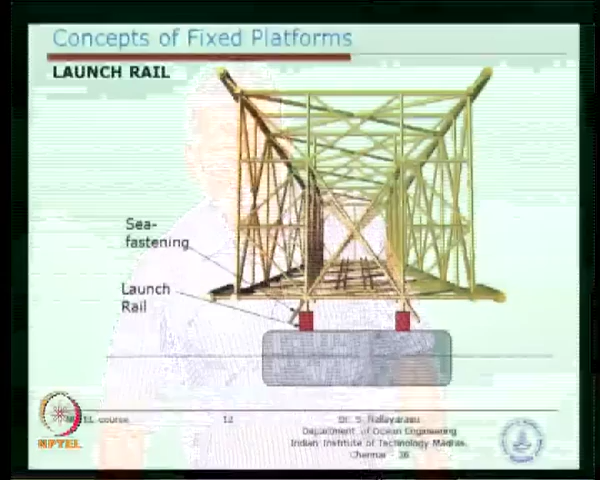 Concepts of Fixed Platforms
LAUNCH RAIL
Sea-
fastening
Launch
Rail
course
12
Dr. S. Nallayarasu
Department of Ocean Engineering
Indian Institute of Technology Madras
Chennai - 36
NPTEL